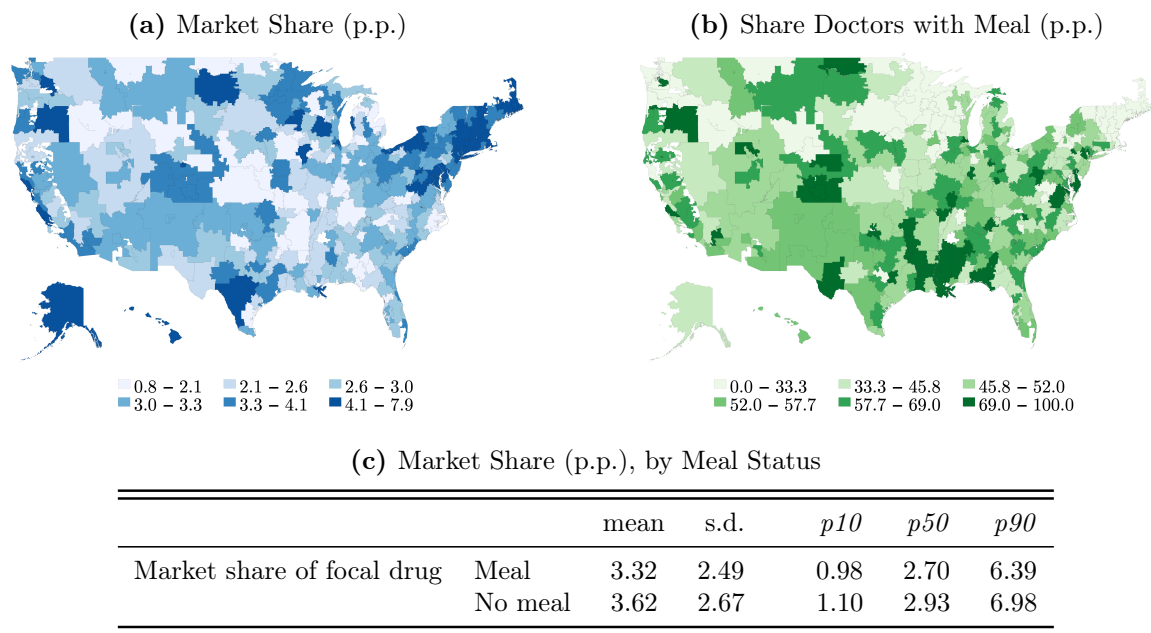 (a) Market Share (p.p.)
(b) Share Doctors with Meal (p.p.)
0.8 – 2.1 2.1 – 2.6 2.6 – 3.0
3.0 – 3.3 3.3 – 4.1 4.1 – 7.9
0.0 – 33.3 33.3 – 45.8 45.8 – 52.0
52.0 – 57.7 57.7 – 69.0 69.0 – 100.0
(c) Market Share (p.p.), by Meal Status
mean s.d. p10 p50 p90
Market share of focal drug Meal 3.32 2.49 0.98 2.70 6.39
No meal 3.62 2.67 1.10 2.93 6.98